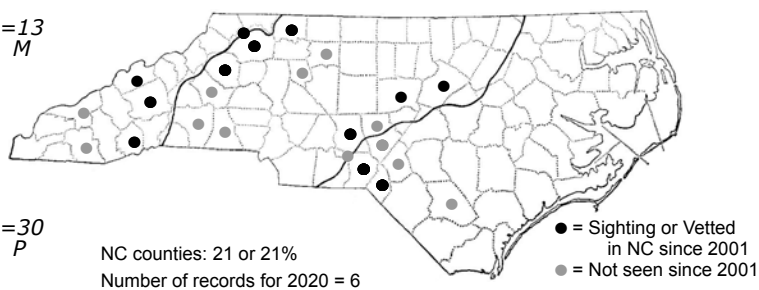 =13
M
=30
P
NC counties: 21 or 21%
Number of records for 2020 = 6
= Sighting or Vetted
in NC since 2001
= Not seen since 2001